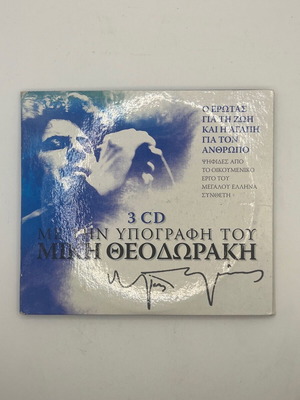 Ο ΕΡΩΤΑΣ
ΓΙΑ ΤΗ ΖΩΗ
ΚΑΙ Η ΑΓΑΠΗ
ΓΙΑ ΤΟΝ
ΑΝΘΡΩΠΟ
ΨΗΦΙΔΕΣ ΑΠΟ
ΤΟ ΟΙΚΟΥΜΕΝΙΚΟ
ΕΡΓΟ ΤΟΥ
ΜΕΓΑΛΟΥ ΕΛΛΗΝΑ
ΣΥΝΘΕΤΗ
3 CD
ΜΕ ΤΗΝ ΥΠΟΓΡΑΦΗ ΤΟΥ
ΜΙΚΗ ΘΕΟΔΩΡΑΚΗ